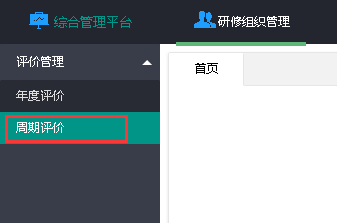 综合管理平台
研修组织管理
评价管理
首页
年度评价
周期评价